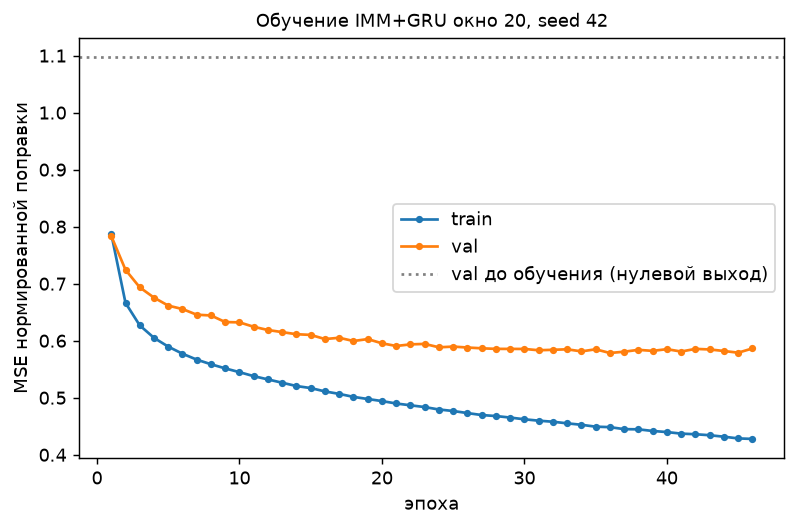 Обучение IMM+GRU окно 20, seed 42
MSE нормированной поправки
1.1
1.0
0.9
0.8
0.7
0.6
0.5
0.4
train
val
val до обучения (нулевой выход)
0 10 20 30 40
эпоха